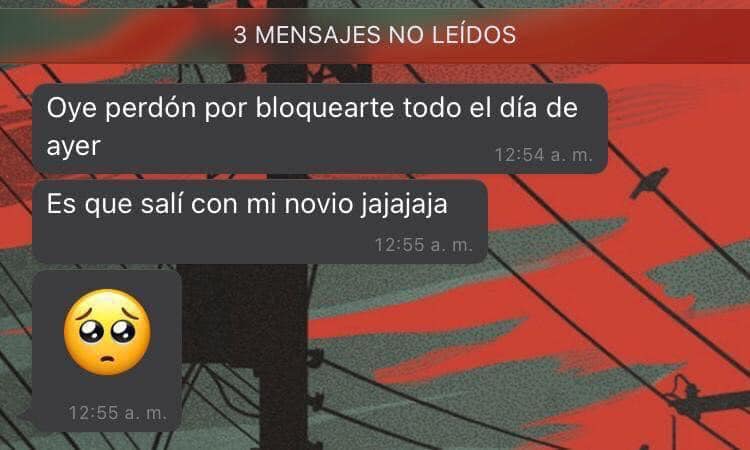 3 MENSAJES NO LEÍDOS
Oye perdón por bloquearte todo el día de
ayer
12:54 a. m.
Es que salí con mi novio jajajaja
12:55 a. m.
🥺
12:55 a. m.